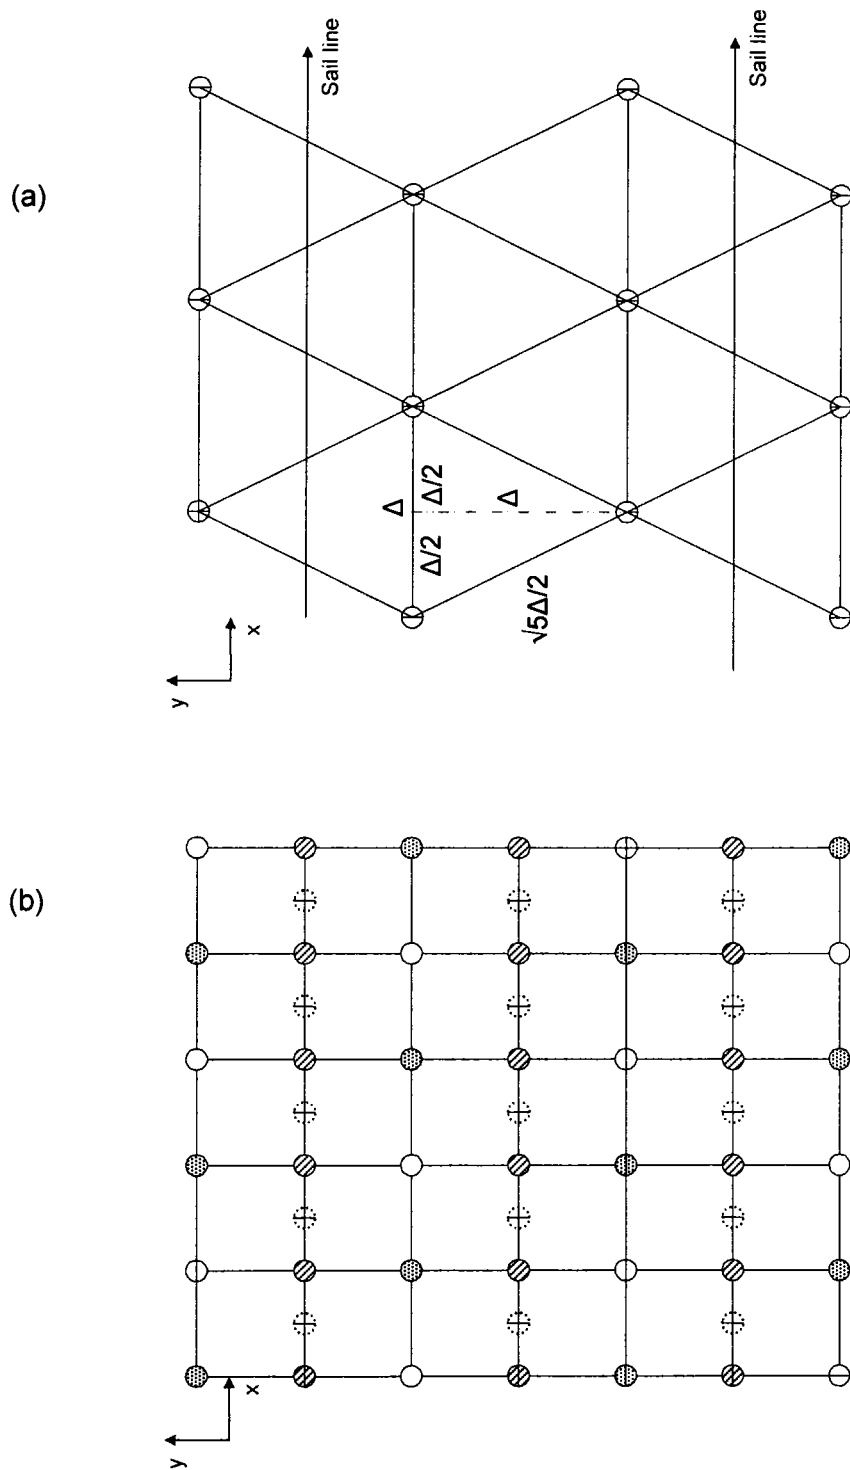 (a)
Sail line
Sail line
Δ
Δ/2
Δ/2
Δ
√5Δ/2
y
x
(b)
y
x